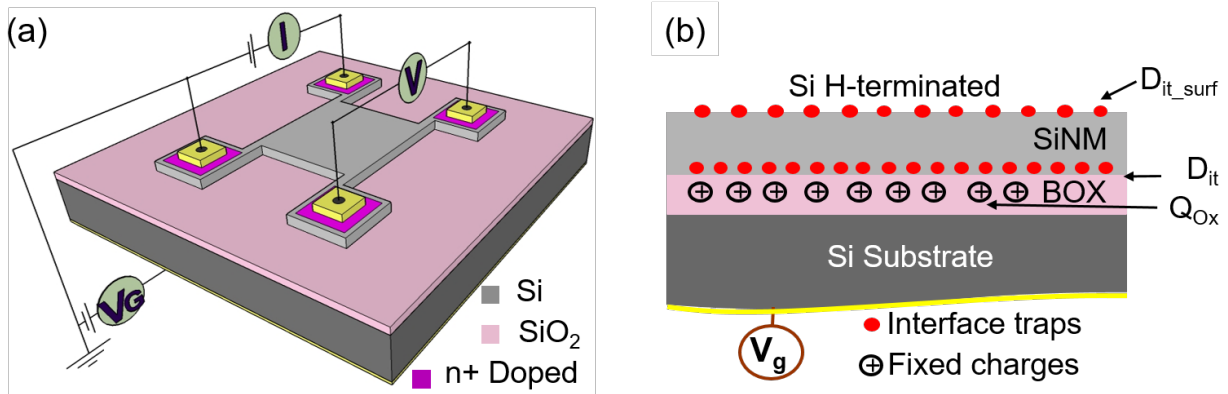 (a)
I
V
VG
Si
SiO2
n+ Doped
(b)
Si H-terminated
Dit_surf
SiNM
Dit
BOX
QOx
Si Substrate
Interface traps
Vg
Fixed charges